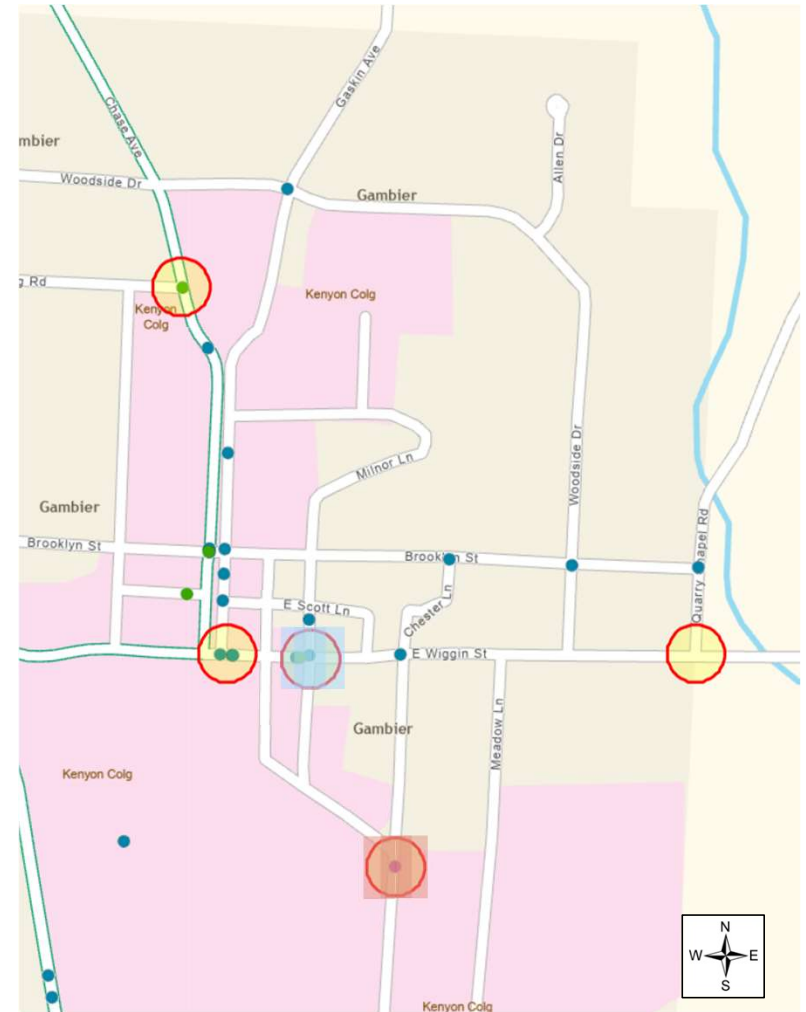 Gaskin Ave
Chase Ave
mbier
Allen Dr
Woodside Dr
Gambier
g Rd
Kenyon Colg
Kenyon
Colg
Woodside Dr
Milnor Ln
Gambier
Quarry Chapel Rd
Brooklyn St
Brooklyn St
E Scott Ln
Chester Ln
E Wiggin St
Meadow Ln
Gambier
Kenyon Colg
N
W E
S
Kenyon Colg